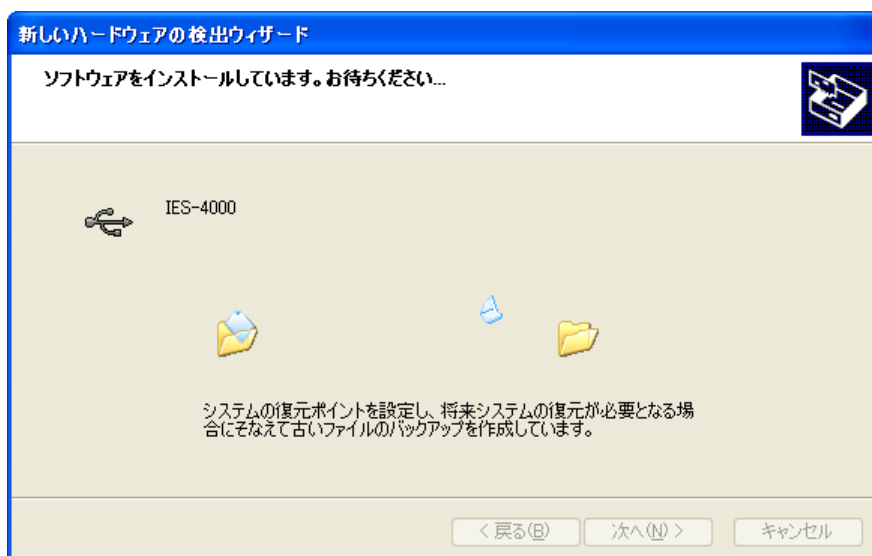 新しいハードウェアの検出ウィザード
ソフトウェアをインストールしています。お待ちください...
IES-4000
システムの復元ポイントを設定し、将来システムの復元が必要となる場
合にそなえて古いファイルのバックアップを作成しています。
< 戻る(B) 次へ(N) > キャンセル